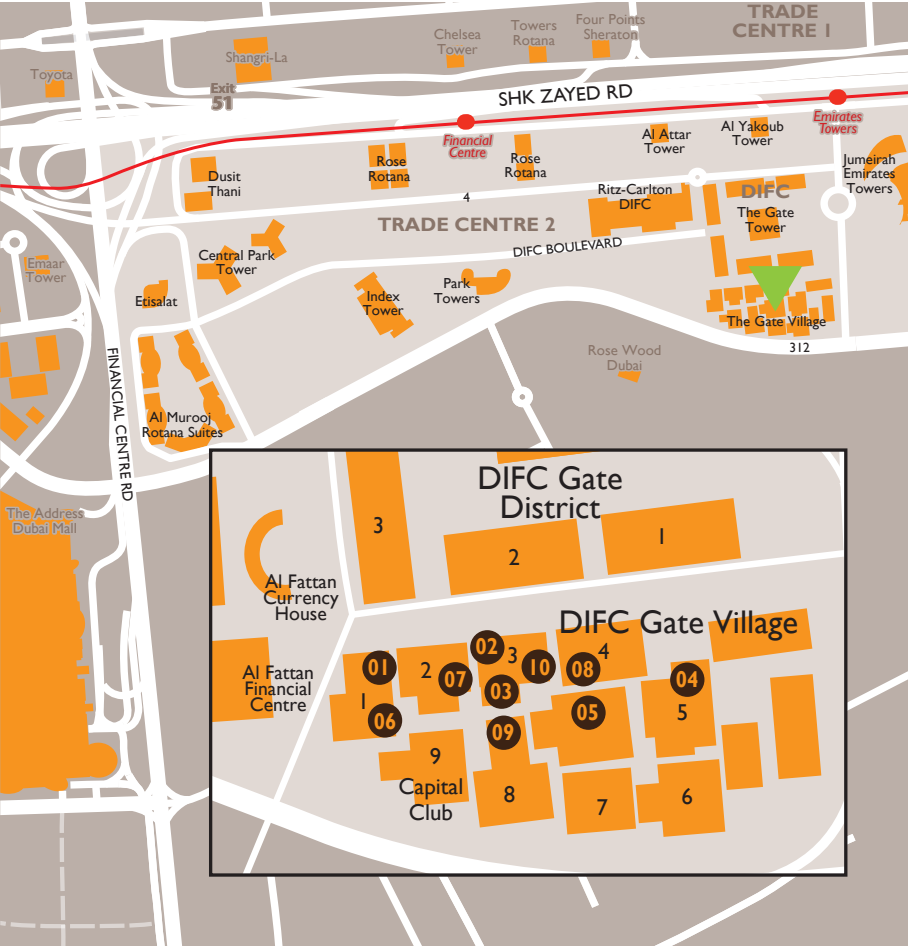 TRADE
CENTRE 1
Four Points
Sheraton
Towers
Rotana
Chelsea
Tower
Shangri-La
Toyota
Exit
51
SHK ZAYED RD
Financial
Centre
Emirates
Towers
Al Attar
Tower
Al Yakoub
Tower
Rose
Rotana
Rose
Rotana
Dusit
Thani
Jumeirah
Emirates
Towers
4
Ritz-Carlton
DIFC
DIFC
The Gate
Tower
TRADE CENTRE 2
DIFC BOULEVARD
Central Park
Tower
Emaar
Tower
Etisalat
Index
Tower
Park
Towers
The Gate Village
312
Rose Wood
Dubai
FINANCIAL CENTRE RD
Al Murooj
Rotana Suites
The Address
Dubai Mall
DIFC Gate
District
3
2
1
Al Fattan
Currency
House
DIFC Gate Village
Al Fattan
Financial
Centre
01
2
07
02
3
10
08
4
04
03
1
06
09
05
5
9
Capital
Club
8
7
6